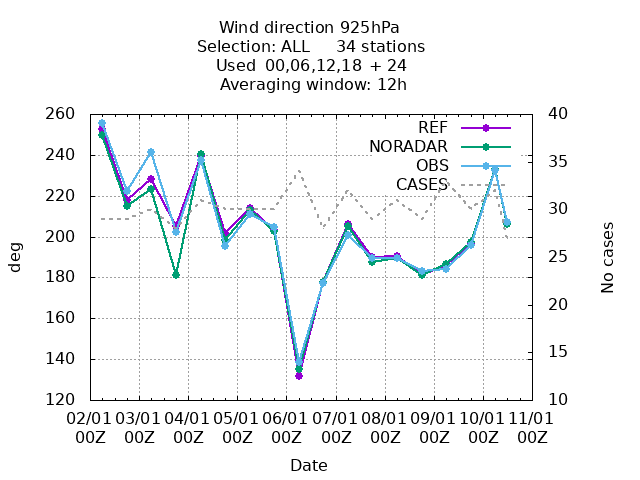 Wind direction 925hPa
Selection: ALL 34 stations
Used 00,06,12,18 + 24
Averaging window: 12h
260 40
REF
NORADAR
240 35
OBS
CASES
220 30
200 25
180 20
160 15
140
120 10
deg
No cases
02/01 03/01 04/01 05/01 06/01 07/01 08/01 09/01 10/01 11/01
00Z 00Z 00Z 00Z 00Z 00Z 00Z 00Z 00Z 00Z
Date